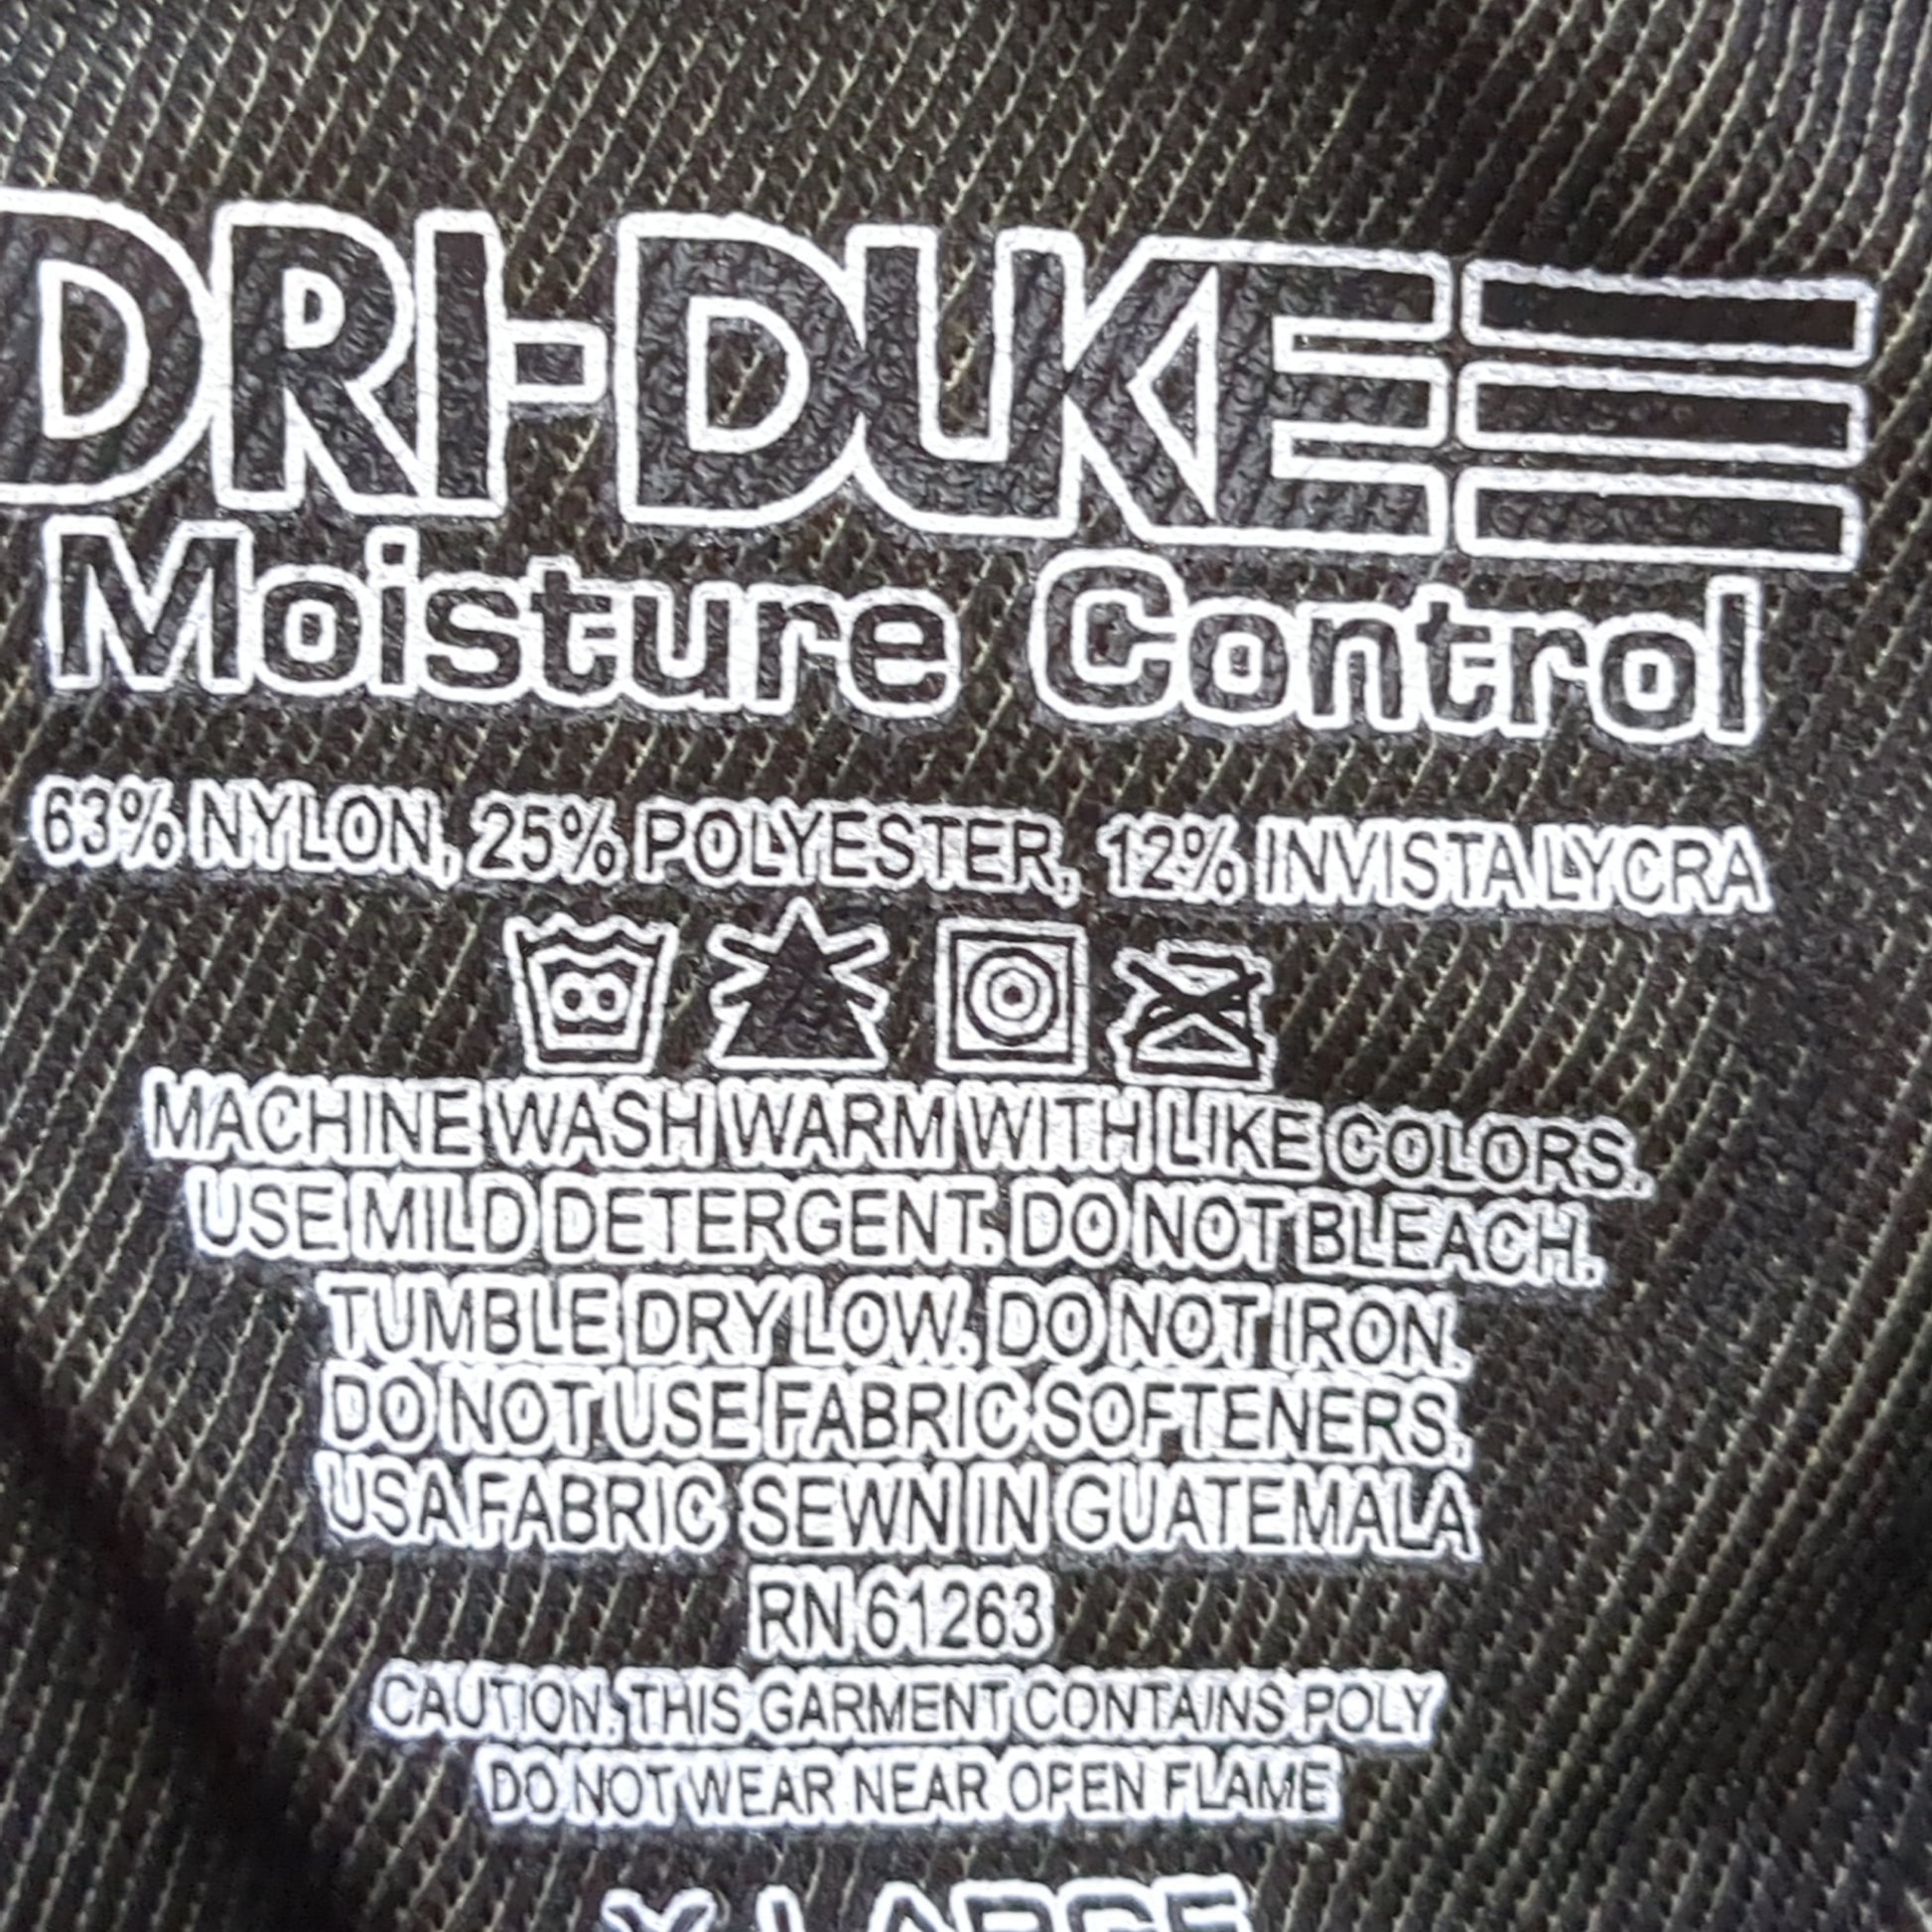 DRI-DUKE
Moisture Control
63% NYLON, 25% POLYESTER, 12% INVISTA LYCRA
MACHINE WASH WARM WITH LIKE COLORS.
USE MILD DETERGENT. DO NOT BLEACH.
TUMBLE DRY LOW. DO NOT IRON.
DO NOT USE FABRIC SOFTENERS.
USA FABRIC SEWN IN GUATEMALA
RN 61263
CAUTION: THIS GARMENT CONTAINS POLY
DO NOT WEAR NEAR OPEN FLAME
X-LARGE